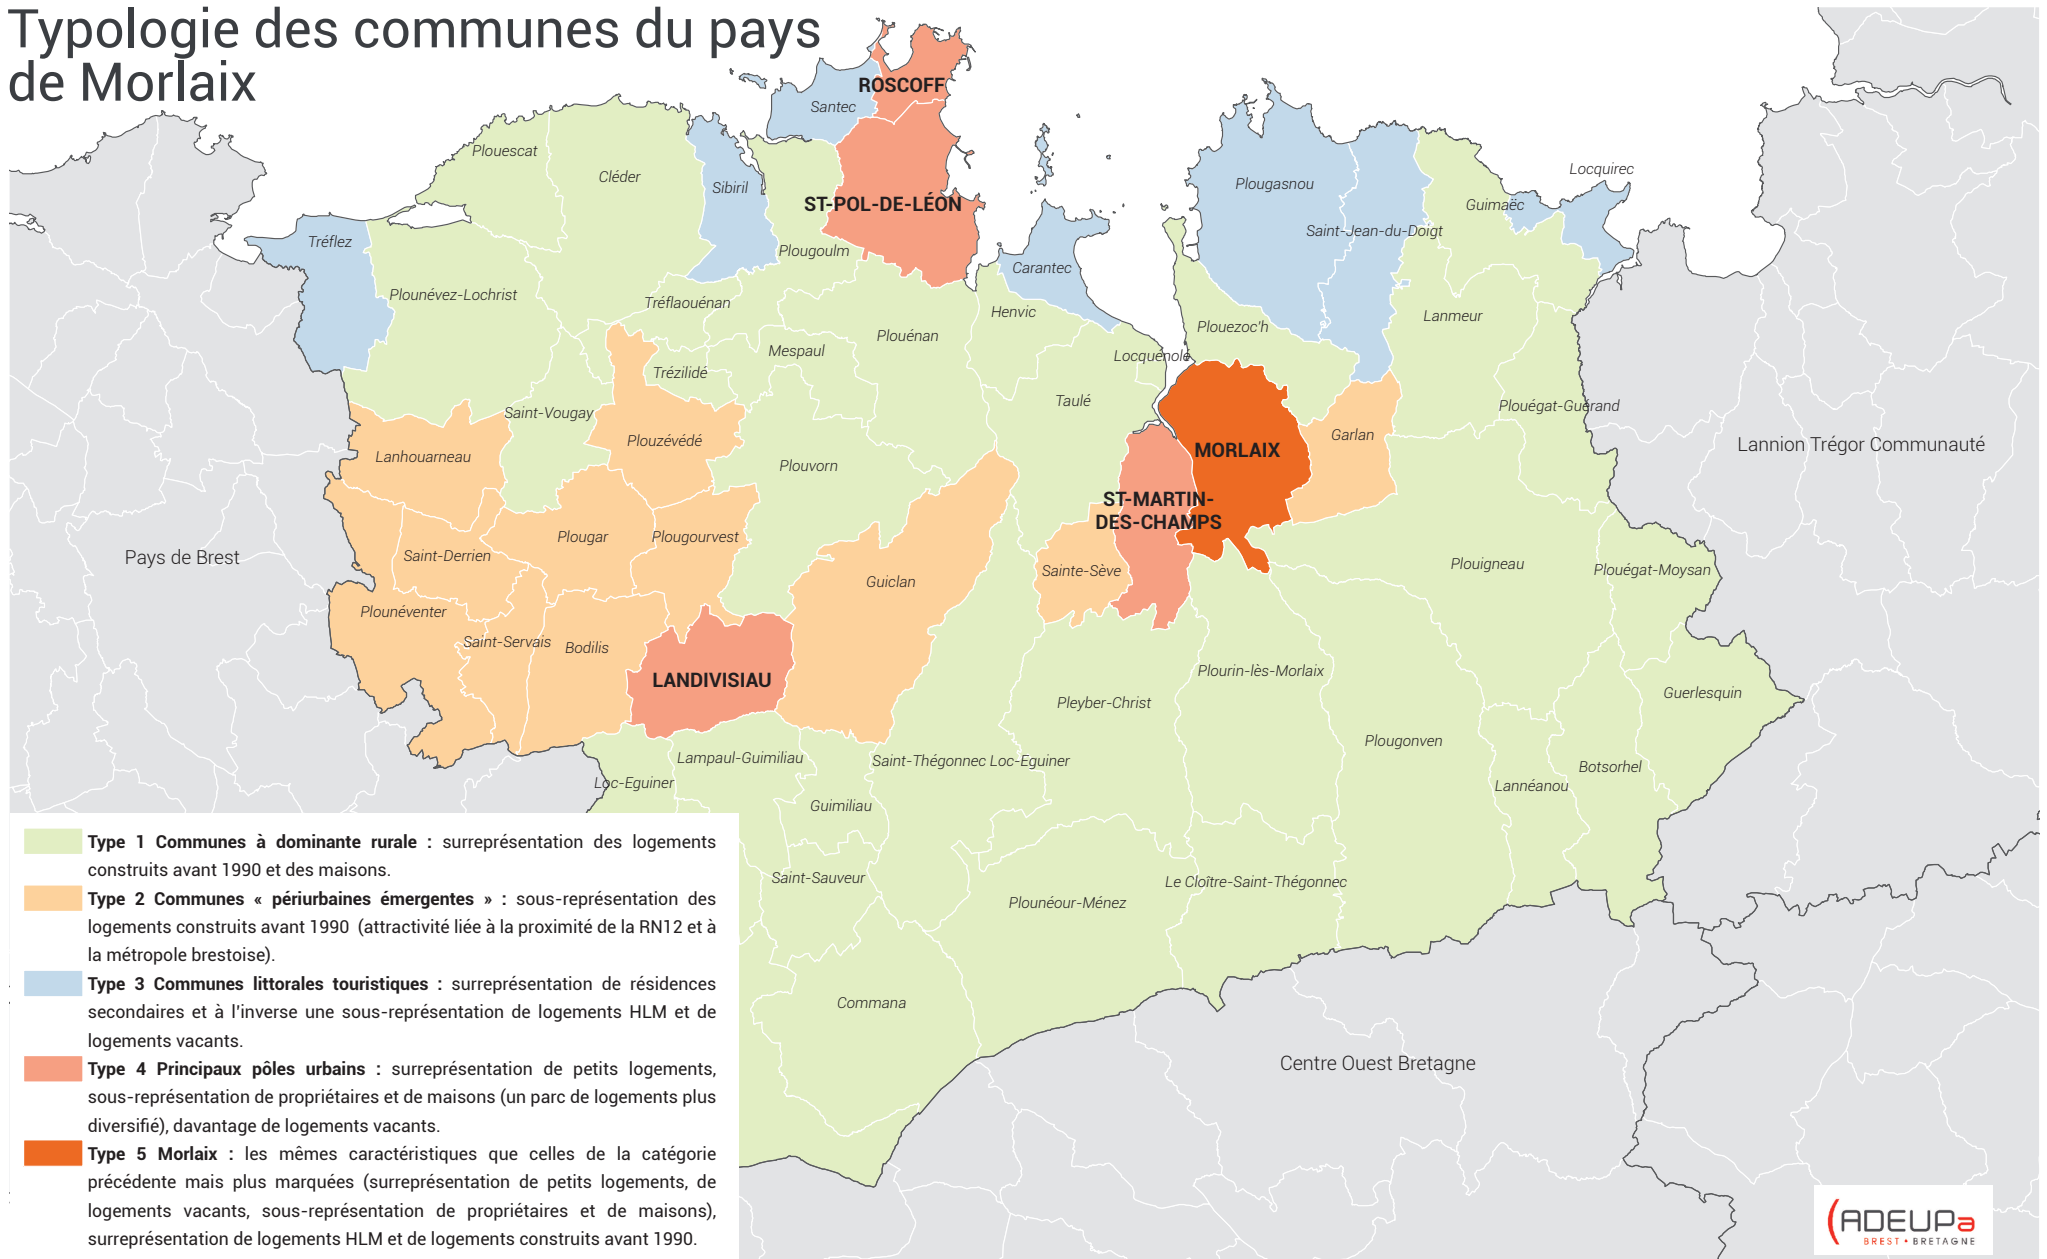 Typologie des communes du pays
de Morlaix
ROSCOFF
Santec
Plouescat
Cléder
Sibiril
ST-POL-DE-LÉON
Plougoulm
Tréflez
Plounévez-Lochrist
Tréflaouénan
Carantec
Henvic
Plouénan
Mespaul
Trézilidé
Locquénolé
Taulé
Plougasnou
Saint-Jean-du-Doigt
Guimaëc
Locquirec
Lanmeur
Plouezoc'h
Plouégat-Guérand
Garlan
MORLAIX
Lannion Trégor Communauté
Saint-Vougay
Plouzévédé
Lanhouarneau
Plouvorn
ST-MARTIN-
DES-CHAMPS
Pays de Brest
Saint-Derrien
Plougar
Plougourvest
Guiclan
Sainte-Sève
Plouigneau
Plouégat-Moysan
Plounéventer
Saint-Servais
Bodilis
LANDIVISIAU
Pleyber-Christ
Plourin-lès-Morlaix
Guerlesquin
Plougonven
Lannéanou
Botsorhel
Lampaul-Guimiliau
Loc-Eguiner
Guimiliau
Saint-Thégonnec Loc-Eguiner
Saint-Sauveur
Plounéour-Ménez
Le Cloître-Saint-Thégonnec
Commana
Centre Ouest Bretagne
Type 1 Communes à dominante rurale : surreprésentation des logements
construits avant 1990 et des maisons.
Type 2 Communes « périurbaines émergentes » : sous-représentation des
logements construits avant 1990 (attractivité liée à la proximité de la RN12 et à
la métropole brestoise).
Type 3 Communes littorales touristiques : surreprésentation de résidences
secondaires et à l'inverse une sous-représentation de logements HLM et de
logements vacants.
Type 4 Principaux pôles urbains : surreprésentation de petits logements,
sous-représentation de propriétaires et de maisons (un parc de logements plus
diversifié), davantage de logements vacants.
Type 5 Morlaix : les mêmes caractéristiques que celles de la catégorie
précédente mais plus marquées (surreprésentation de petits logements, de
logements vacants, sous-représentation de propriétaires et de maisons),
surreprésentation de logements HLM et de logements construits avant 1990.
ADEUPa
BREST • BRETAGNE